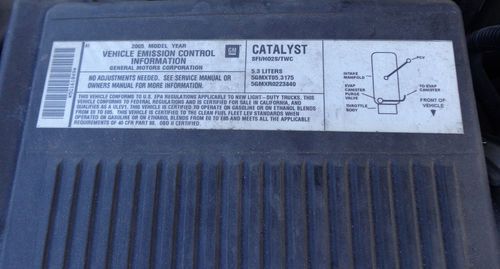 2005 MODEL YEAR
VEHICLE EMISSION CONTROL
INFORMATION
GENERAL MOTORS CORPORATION
NO ADJUSTMENTS NEEDED. SEE SERVICE MANUAL OR
OWNERS MANUAL FOR MORE INFORMATION.
GM
CATALYST
SFI/HO2S/TWC
5.3 LITERS
5GMXT05.3175
5GMXR0223840
THIS VEHICLE CONFORMS TO U.S. EPA REGULATIONS APPLICABLE TO NEW LIGHT - DUTY TRUCKS. THIS
CONFORMS TO U.S. FEDERAL REGULATIONS AND IS CERTIFIED FOR SALE IN CALIFORNIA, AND
QUALIFIES AS A ULEV1. THIS VEHICLE IS CERTIFIED TO OPERATE ON GASOLINE OR ON ETHANOL BLENDS
FROM E0 TO E85. THIS VEHICLE IS CERTIFIED TO THE CLEAN FUEL FLEET LEV STANDARDS WHEN
OPERATED ON GASOLINE OR ON ETHANOL BLENDS FROM E0 TO E85 AND MEETS ALL APPLICABLE
REQUIREMENTS OF 40 CFR PART 88. OBD II CERTIFIED.
PCV
INTAKE
MANIFOLD
EVAP
CANISTER
PURGE
VALVE
THROTTLE
BODY
TO EVAP
CANISTER
FRONT OF
VEHICLE